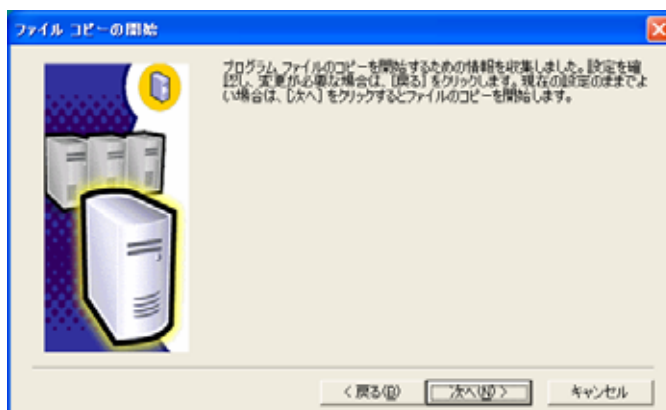 ファイル コピーの開始
プログラム ファイルのコピーを開始するための情報を収集しました。[設定を確
認し、変更が必要な場合は、[戻る] をクリックします。現在の設定のままでよ
い場合は、[次へ] をクリックするとファイルのコピーを開始します。
< 戻る(B)
次へ(N) >
キャンセル